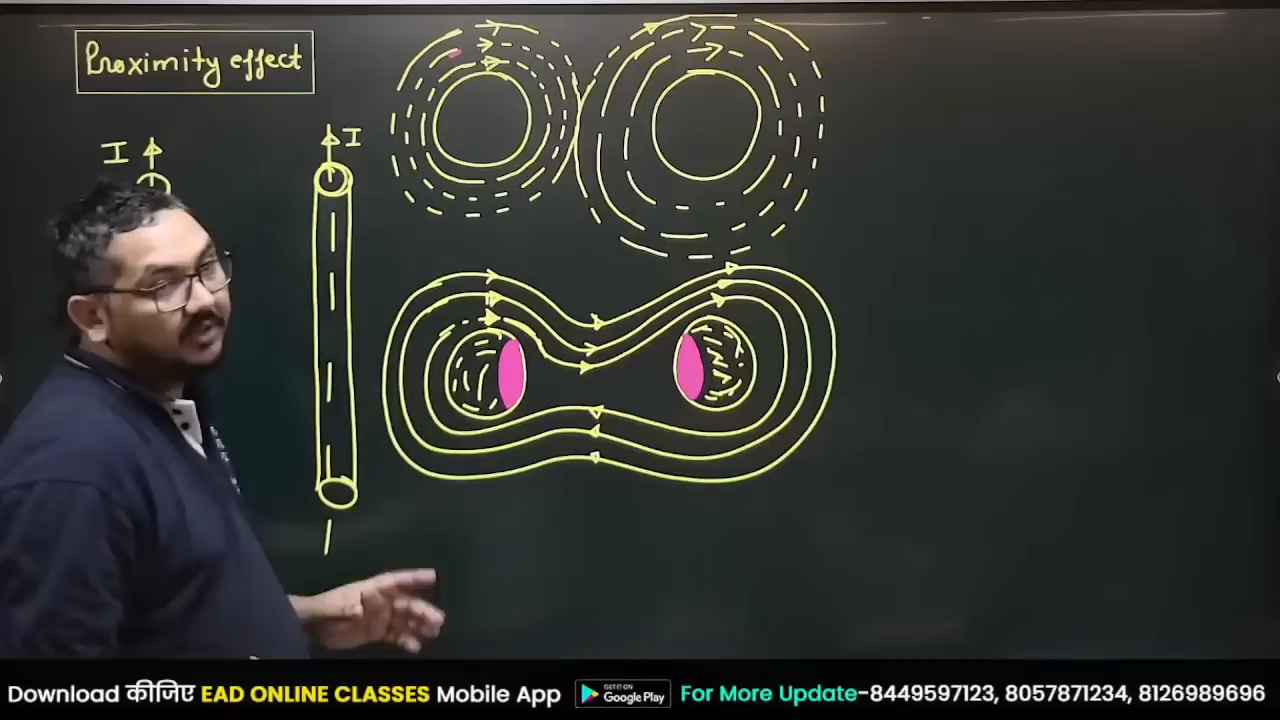 Proximity effect
I
I
Download कीजिए EAD ONLINE CLASSES Mobile App
GET IT ON
Google Play
For More Update-8449597123, 8057871234, 8126989696